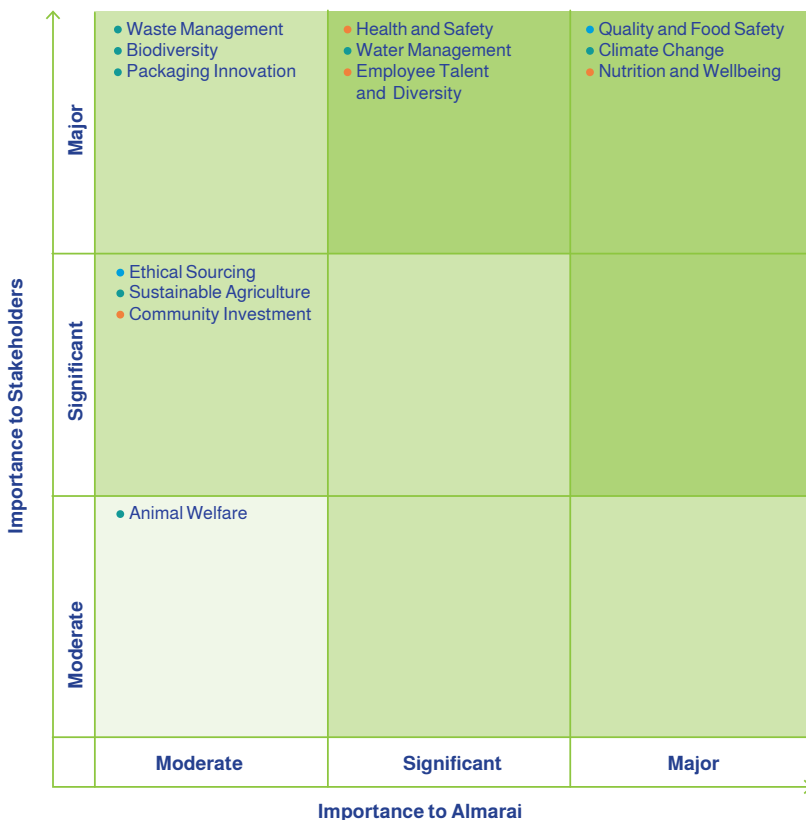 Importance to Stakeholders
Major
Waste Management
Biodiversity
Packaging Innovation
Health and Safety
Water Management
Employee Talent
and Diversity
Quality and Food Safety
Climate Change
Nutrition and Wellbeing
Significant
Ethical Sourcing
Sustainable Agriculture
Community Investment
Moderate
Animal Welfare
Moderate
Significant
Major
Importance to Almarai